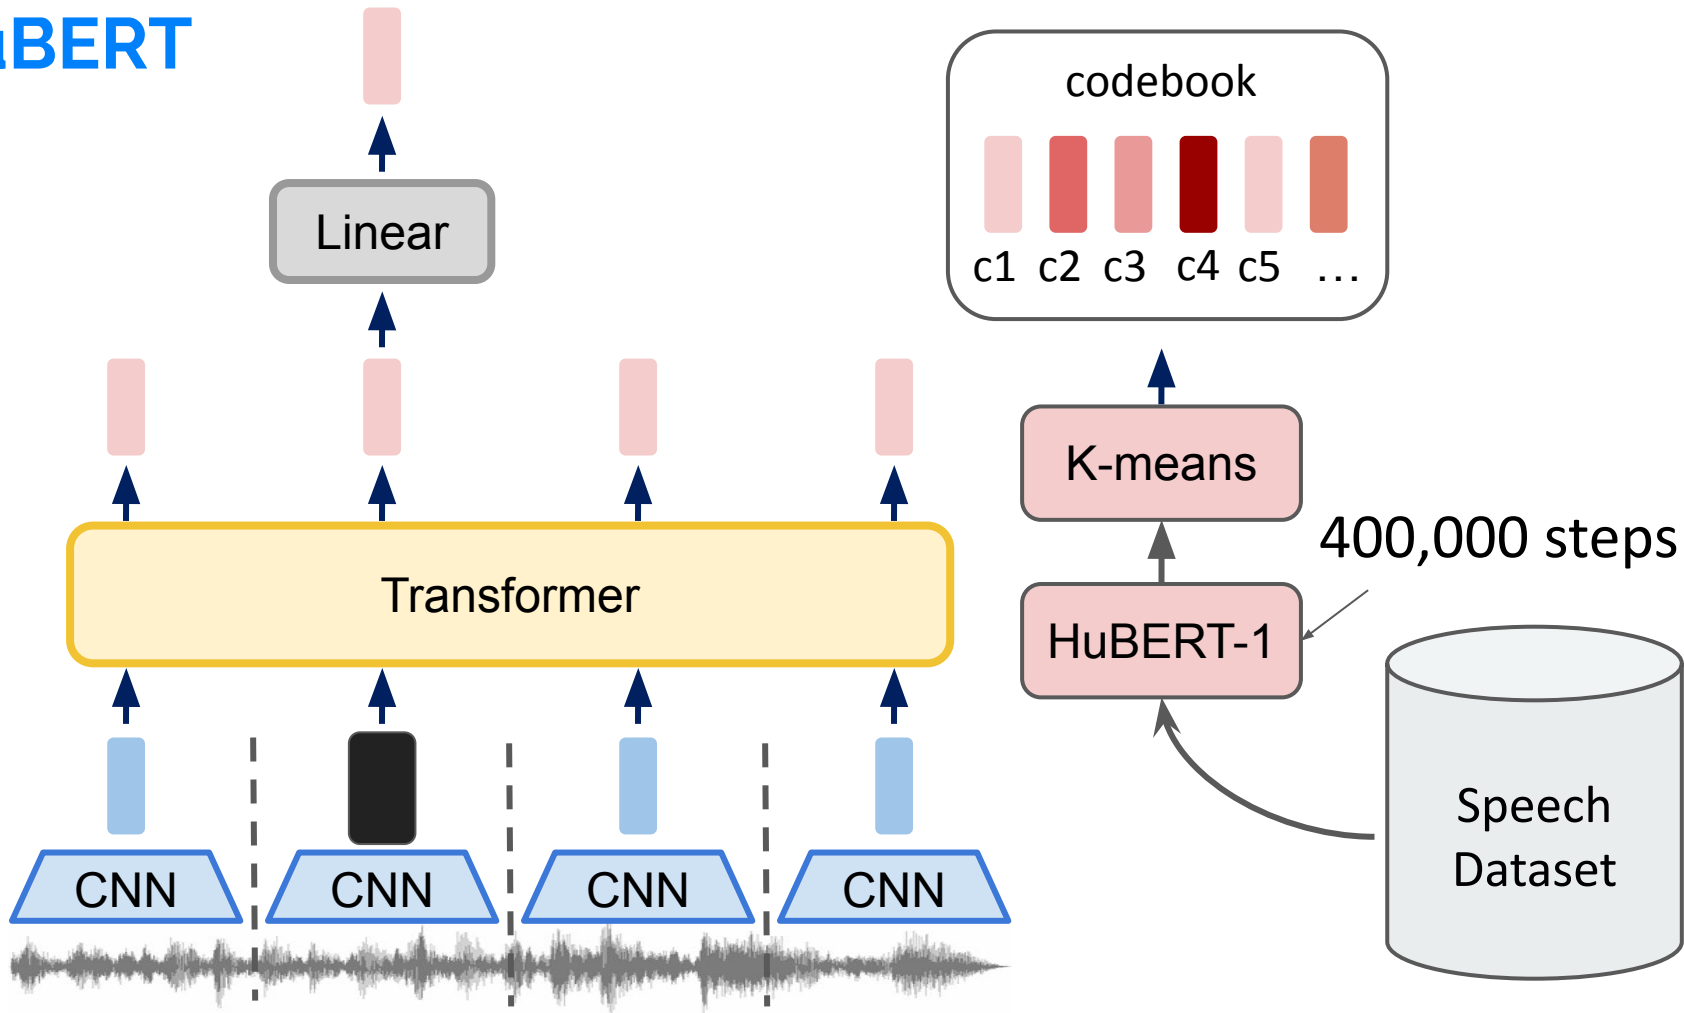 uBERT
codebook
c1 c2 c3 c4 c5 ...
Linear
K-means
400,000 steps
Transformer
HuBERT-1
Speech
Dataset
CNN CNN CNN CNN